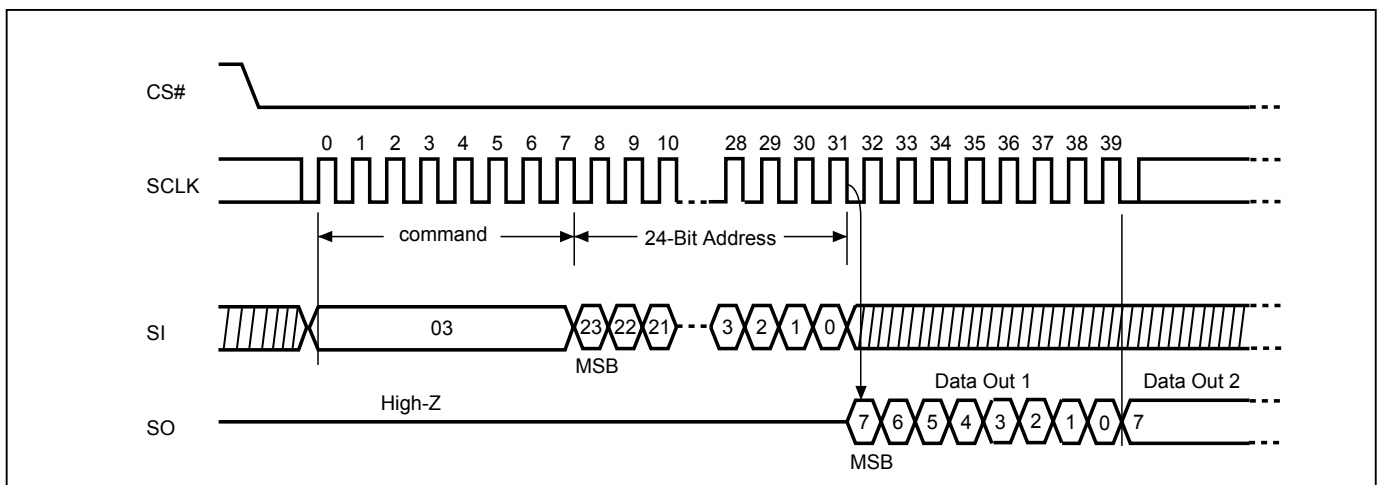 CS#
0 1 2 3 4 5 6 7 8 9 10 28 29 30 31 32 33 34 35 36 37 38 39
SCLK
command 24-Bit Address
SI 03 23 22 21 3 2 1 0
MSB
Data Out 1 Data Out 2
High-Z
SO 7 6 5 4 3 2 1 0 7
MSB